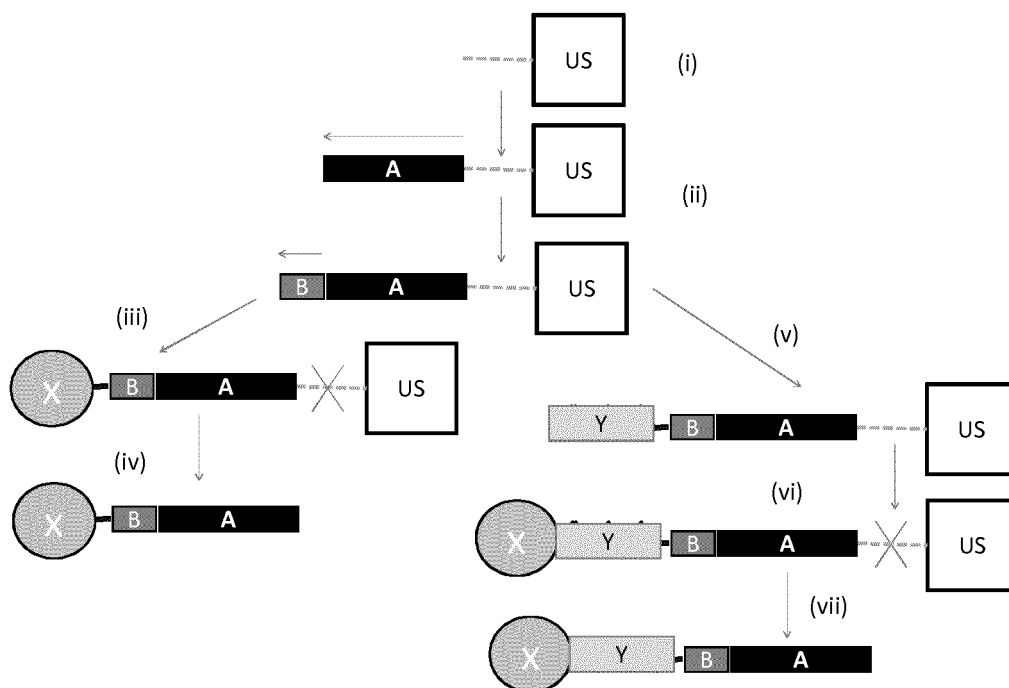 US (i)
A US
(ii)
B A US
(iii) (v)
X B A US
Y B A US
(iv) (vi)
X B A
X Y B A US
(vii)
X Y B A